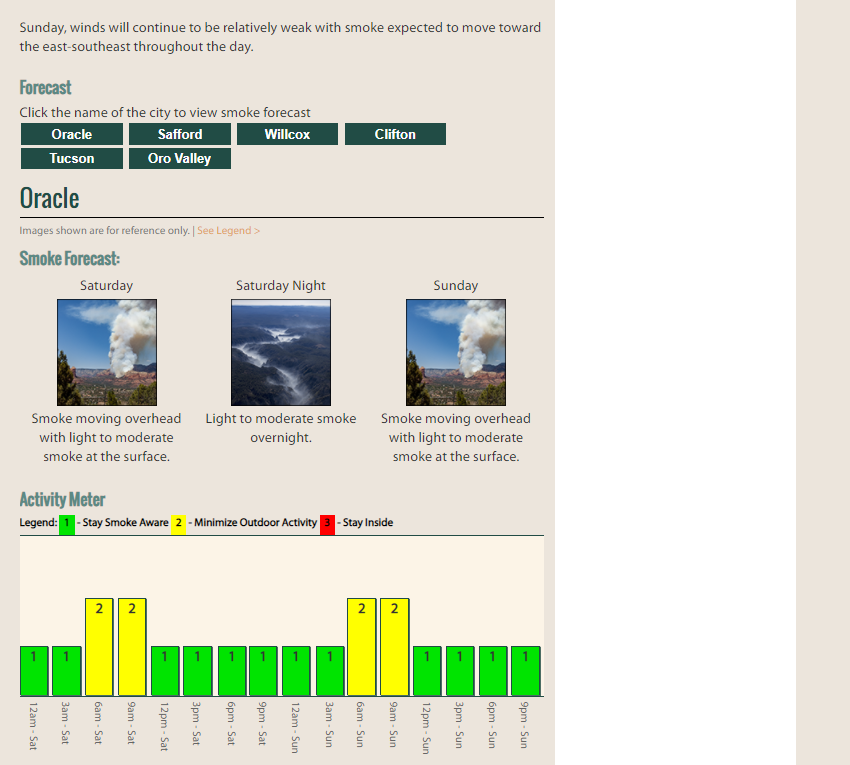 Sunday, winds will continue to be relatively weak with smoke expected to move toward
the east-southeast throughout the day.
Forecast
Click the name of the city to view smoke forecast
Oracle Safford Willcox Clifton
Tucson Oro Valley
Oracle
Images shown are for reference only. | See Legend >
Smoke Forecast:
Saturday Saturday Night Sunday
Smoke moving overhead
with light to moderate
smoke at the surface.
Light to moderate smoke
overnight.
Smoke moving overhead
with light to moderate
smoke at the surface.
Activity Meter
Legend: 1 - Stay Smoke Aware 2 - Minimize Outdoor Activity 3 - Stay Inside
1 1 2 2 1 1 1 1 1 1 2 2 1 1 1 1
12am - Sat
3am - Sat
6am - Sat
9am - Sat
12pm - Sat
3pm - Sat
6pm - Sat
9pm - Sat
12am - Sun
3am - Sun
6am - Sun
9am - Sun
12pm - Sun
3pm - Sun
6pm - Sun
9pm - Sun